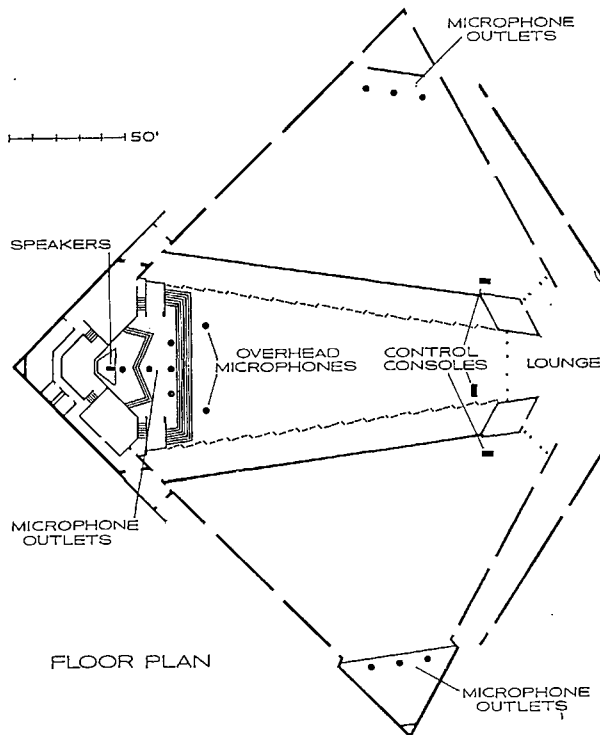 MICROPHONE
OUTLETS
50'
SPEAKERS
OVERHEAD
MICROPHONES
CONTROL
CONSOLES
LOUNGE
MICROPHONE
OUTLETS
FLOOR PLAN
MICROPHONE
OUTLETS